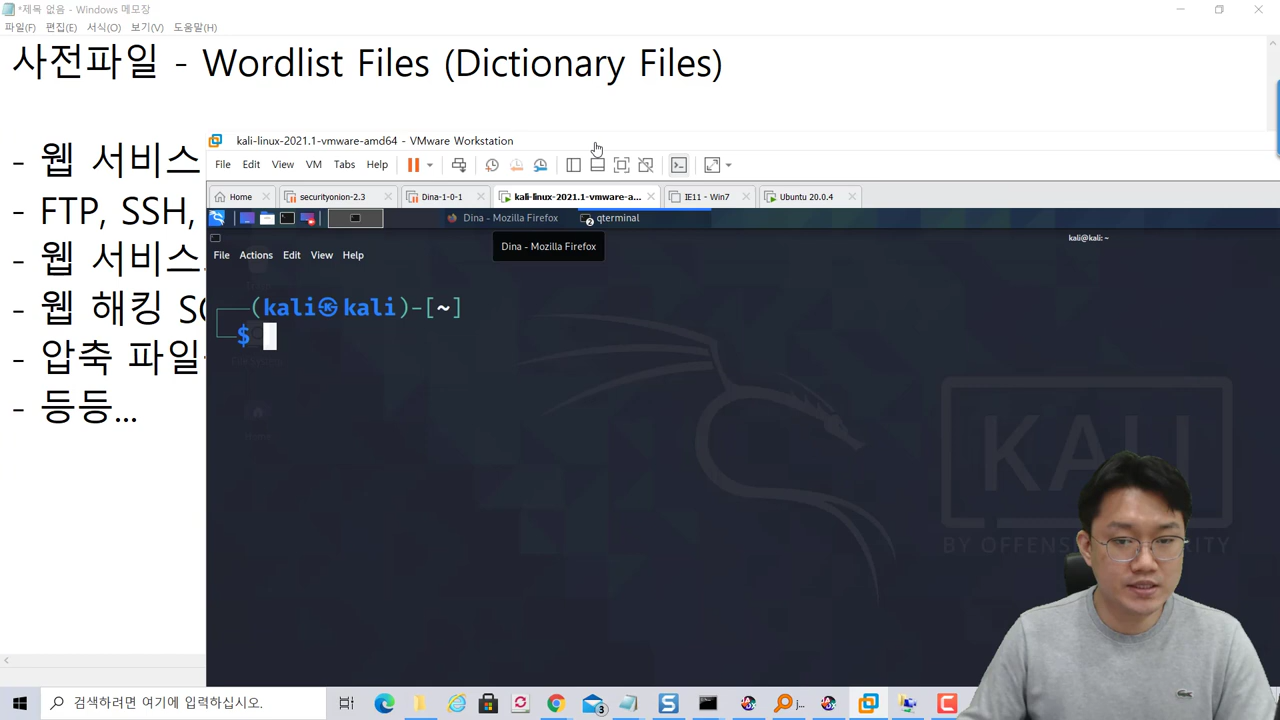 *제목 없음 - Windows 메모장
파일(F) 편집(E) 서식(O) 보기(V) 도움말(H)
사전파일 - Wordlist Files (Dictionary Files)
- 웹 서비스
- FTP, SSH,
- 웹 서비스
- 웹 해킹
- 압축 파일
- 등등...
kali-linux-2021.1-vmware-amd64 - VMware Workstation
File Edit View VM Tabs Help
Home securityonion-2.3 Dina-1-0-1 kali-linux-2021.1-vmware-a... IE11 - Win7 Ubuntu 20.0.4
Dina - Mozilla Firefox qterminal
Dina - Mozilla Firefox
kali@kali: ~
File Actions Edit View Help
(kali㉿kali)-[~]
$
KALI
BY OFFENS
검색하려면 여기에 입력하십시오.
3
j...